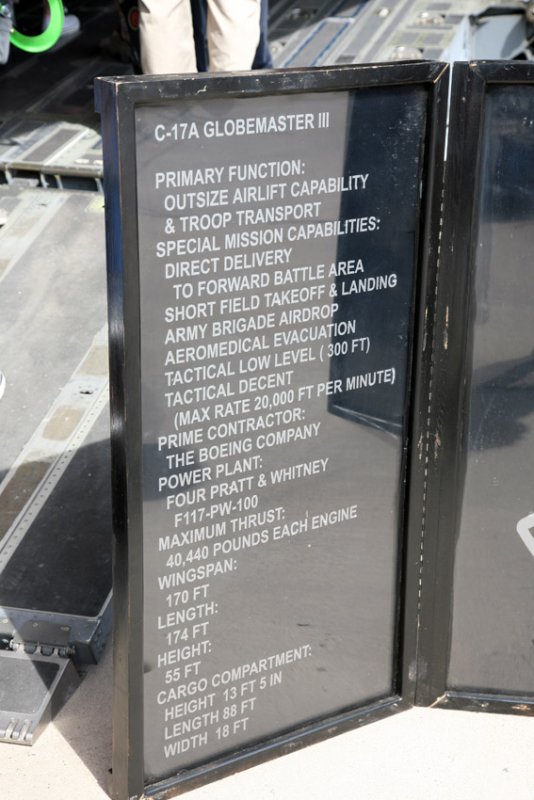 C-17A GLOBEMASTER III
PRIMARY FUNCTION:
OUTSIZE AIRLIFT CAPABILITY
& TROOP TRANSPORT
SPECIAL MISSION CAPABILITIES:
DIRECT DELIVERY
TO FORWARD BATTLE AREA
SHORT FIELD TAKEOFF & LANDING
ARMY BRIGADE AIRDROP
AEROMEDICAL EVACUATION
TACTICAL LOW LEVEL ( 300 FT)
TACTICAL DECENT
(MAX RATE 20,000 FT PER MINUTE)
PRIME CONTRACTOR:
THE BOEING COMPANY
POWER PLANT:
FOUR PRATT & WHITNEY
F117-PW-100
MAXIMUM THRUST:
40,440 POUNDS EACH ENGINE
WINGSPAN:
170 FT
LENGTH:
174 FT
HEIGHT:
55 FT
CARGO COMPARTMENT:
HEIGHT 13 FT 5 IN
LENGTH 88 FT
WIDTH 18 FT